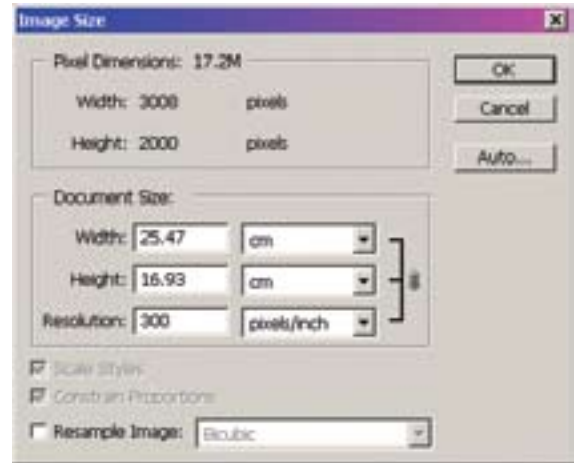 Image Size
Pixel Dimensions: 17.2M
Width: 3008 pixels
Height: 2000 pixels
OK
Cancel
Auto...
Document Size:
Width: 25.47 cm
Height: 16.93 cm
Resolution: 300 pixels/inch
Scale Styles
Constrain Proportions
Resample Image: Bicubic